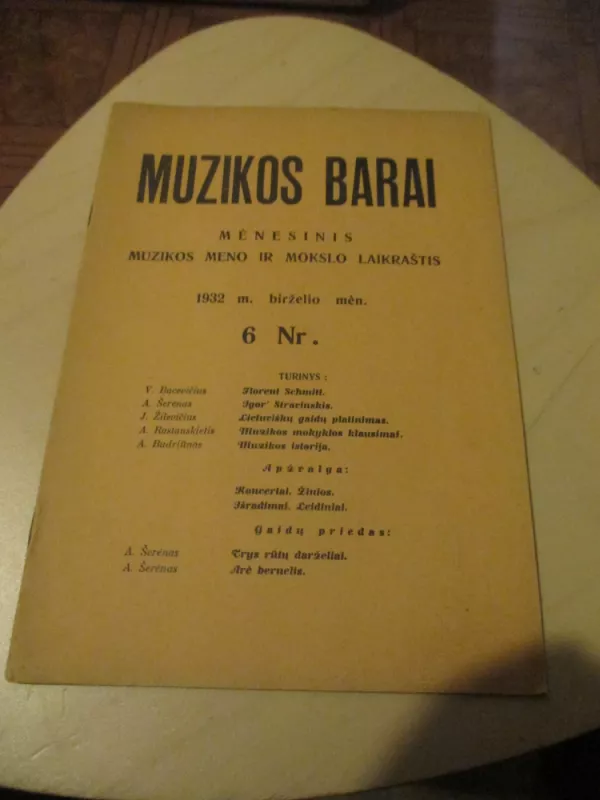 MUZIKOS BARAI
MĖNESINIS
MUZIKOS MENO IR MOKSLO LAIKRAŠTIS
1932 m. birželio mėn.
6 Nr.
TURINYS :
V. Bacevičius Florent Schmitt.
A. Šerėnas Igor' Stravinskis.
J. Žilevičius Lietuviškų gaidų platinimas.
A. Rastauskietis Muzikos mokyklos klausimai.
A. Budriūnas Muzikos istorija.
Apžvalga:
Koncertai. Žinios.
Išradimai. Leidiniai.
Gaidų priedas:
A. Šerėnas Trys rūtų darželiai.
A. Šerėnas Arė bernelis.